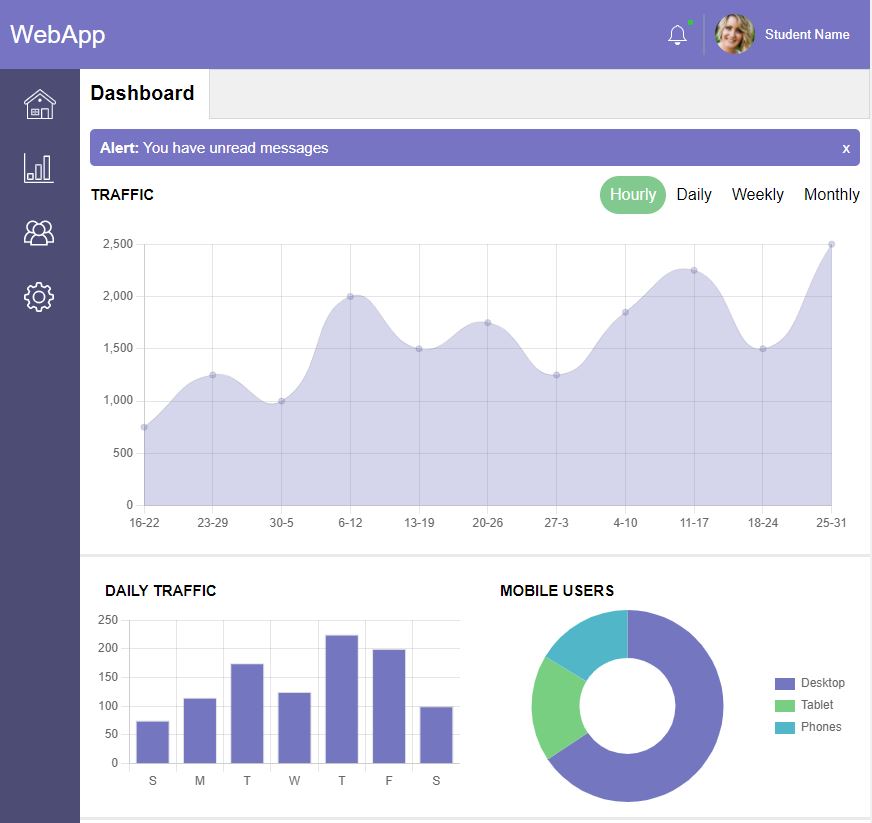 WebApp
Student Name
Dashboard
Alert: You have unread messages x
TRAFFIC
Hourly Daily Weekly Monthly
2,500
2,000
1,500
1,000
500
0
16-22 23-29 30-5 6-12 13-19 20-26 27-3 4-10 11-17 18-24 25-31
DAILY TRAFFIC
250
200
150
100
50
0
S M T W T F S
MOBILE USERS
Desktop
Tablet
Phones